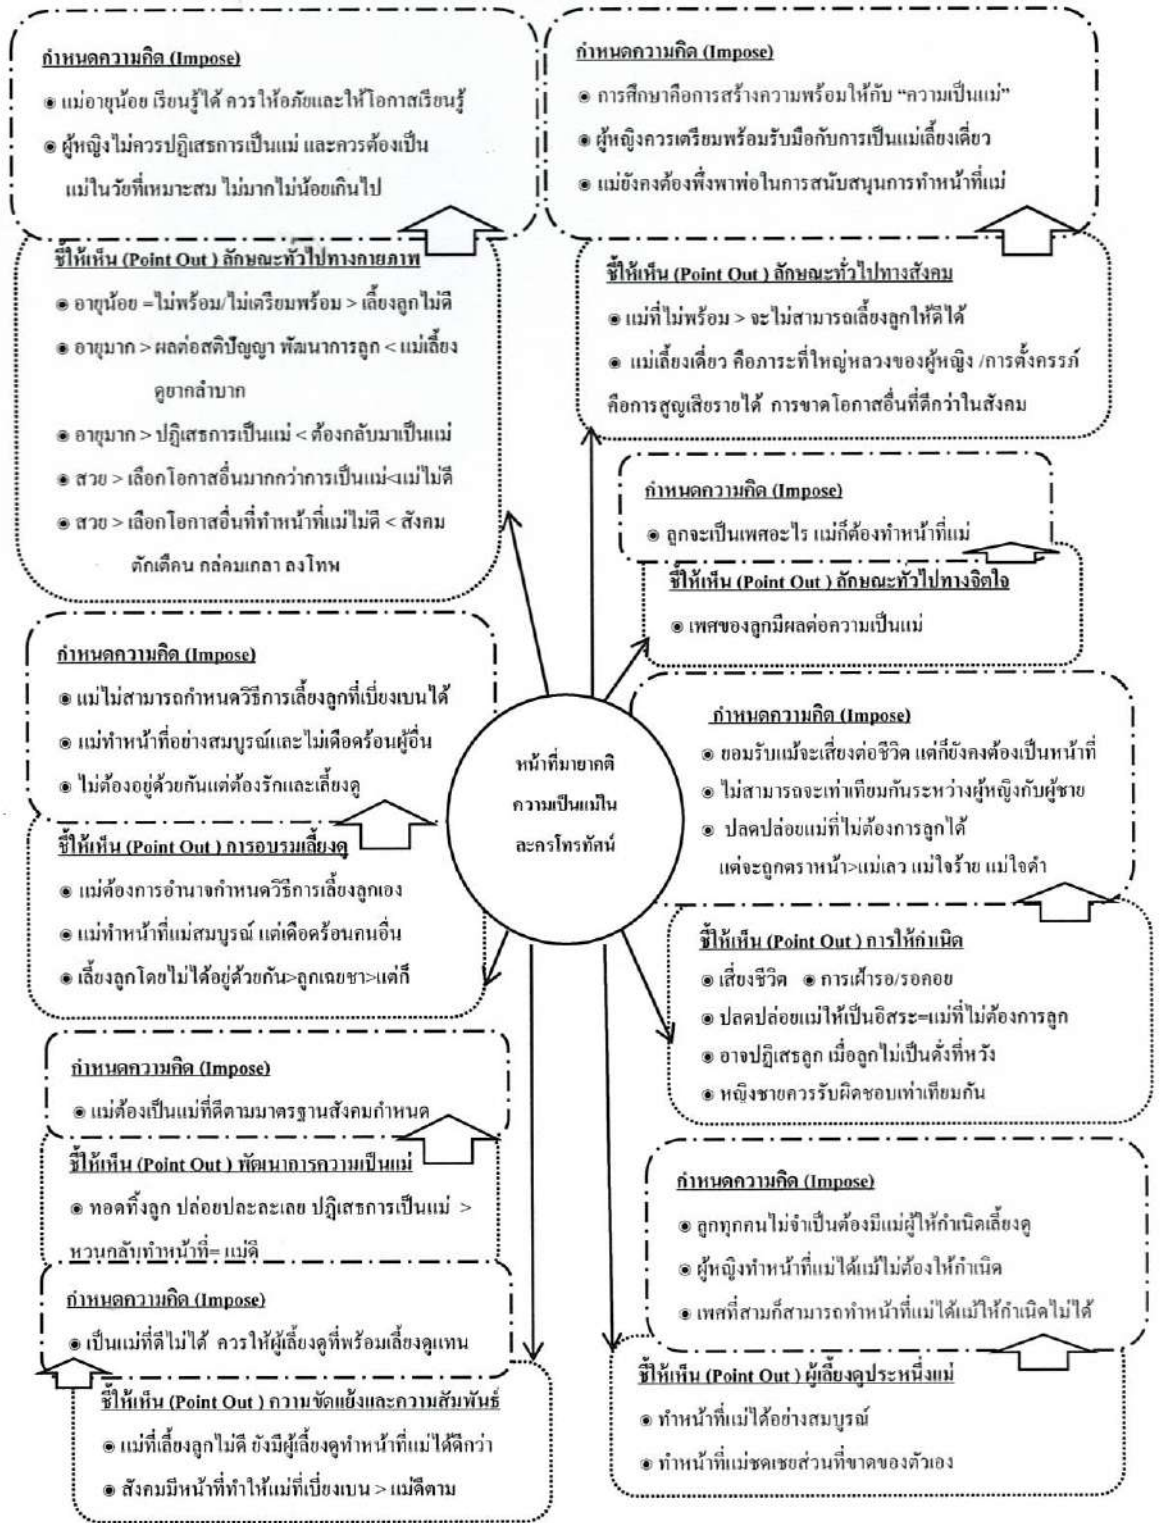 กำหนดความคิด (Impose)
◉ แม่อายุน้อย เรียนรู้ได้ ควรให้อภัยและให้โอกาสเรียนรู้
◉ ผู้หญิงไม่ควรปฏิเสธการเป็นแม่ และควรต้องเป็น
แม่ในวัยที่เหมาะสม ไม่มากไม่น้อยเกินไป
ชี้ให้เห็น (Point Out ) ลักษณะทั่วไปทางกายภาพ
◉ อายุน้อย =ไม่พร้อม/ไม่เตรียมพร้อม > เลี้ยงลูกไม่ดี
◉ อายุมาก > ผลต่อสติปัญญา พัฒนาการลูก < แม่เลี้ยง
ดูยากลำบาก
◉ อายุมาก > ปฏิเสธการเป็นแม่ < ต้องกลับมาเป็นแม่
◉ สวย > เลือกโอกาสอื่นมากกว่าการเป็นแม่<แม่ไม่ดี
◉ สวย > เลือกโอกาสอื่นที่ทำหน้าที่แม่ไม่ดี < สังคม
ตักเตือน กล่อมเกลา ลงโทษ
กำหนดความคิด (Impose)
◉ การศึกษาคือการสร้างความพร้อมให้กับ “ความเป็นแม่”
◉ ผู้หญิงควรเตรียมพร้อมรับมือกับการเป็นแม่เลี้ยงเดี่ยว
◉ แม่ยังคงต้องพึ่งพาพ่อในการสนับสนุนการทำหน้าที่แม่
ชี้ให้เห็น (Point Out ) ลักษณะทั่วไปทางสังคม
◉ แม่ที่ไม่พร้อม > จะไม่สามารถเลี้ยงลูกให้ดีได้
◉ แม่เลี้ยงเดี่ยว คือภาระที่ใหญ่หลวงของผู้หญิง /การตั้งครรภ์
คือการสูญเสียรายได้ การขาดโอกาสอื่นที่ดีกว่าในสังคม
กำหนดความคิด (Impose)
◉ ลูกจะเป็นเพศอะไร แม่ก็ต้องทำหน้าที่แม่
ชี้ให้เห็น (Point Out ) ลักษณะทั่วไปทางจิตใจ
◉ เพศของลูกมีผลต่อความเป็นแม่
กำหนดความคิด (Impose)
◉ แม่ไม่สามารถกำหนดวิธีการเลี้ยงลูกที่เบี่ยงเบนได้
◉ แม่ทำหน้าที่อย่างสมบูรณ์และไม่เดือดร้อนผู้อื่น
◉ ไม่ต้องอยู่ด้วยกันแต่ต้องรักและเลี้ยงดู
ชี้ให้เห็น (Point Out ) การอบรมเลี้ยงดู
◉ แม่ต้องการอำนาจกำหนดวิธีการเลี้ยงลูกเอง
◉ แม่ทำหน้าที่แม่สมบูรณ์ แต่เดือดร้อนคนอื่น
◉ เลี้ยงลูกโดยไม่ได้อยู่ด้วยกัน>ลูกเฉยชา>แต่ก็
หน้าที่มายาคติ
ความเป็นแม่ใน
ละครโทรทัศน์
กำหนดความคิด (Impose)
◉ ยอมรับแม้จะเสี่ยงต่อชีวิต แต่ก็ยังคงต้องเป็นหน้าที่
◉ ไม่สามารถจะเท่าเทียมกันระหว่างผู้หญิงกับผู้ชาย
◉ ปลดปล่อยแม่ที่ไม่ต้องการลูกได้
แต่จะถูกตราหน้า>แม่เลว แม่ใจร้าย แม่ใจดำ
ชี้ให้เห็น (Point Out ) การให้กำเนิด
◉ เสี่ยงชีวิต ◉ การเฝ้ารอ/รอคอย
◉ ปลดปล่อยแม่ให้เป็นอิสระ=แม่ที่ไม่ต้องการลูก
◉ อาจปฏิเสธลูก เมื่อลูกไม่เป็นดั่งที่หวัง
◉ หญิงชายควรรับผิดชอบเท่าเทียมกัน
กำหนดความคิด (Impose)
◉ แม่ต้องเป็นแม่ที่ดีตามมาตรฐานสังคมกำหนด
ชี้ให้เห็น (Point Out ) พัฒนาการความเป็นแม่
◉ ทอดทิ้งลูก ปล่อยปละละเลย ปฏิเสธการเป็นแม่ >
หวนกลับทำหน้าที่= แม่ดี
กำหนดความคิด (Impose)
◉ เป็นแม่ที่ดีไม่ได้ ควรให้ผู้เลี้ยงดูที่พร้อมเลี้ยงดูแทน
ชี้ให้เห็น (Point Out ) ความขัดแย้งและความสัมพันธ์
◉ แม่ที่เลี้ยงลูกไม่ดี ยังมีผู้เลี้ยงดูทำหน้าที่แม่ได้ดีกว่า
◉ สังคมมีหน้าที่ทำให้แม่ที่เบี่ยงเบน > แม่ดีตาม
กำหนดความคิด (Impose)
◉ ลูกทุกคนไม่จำเป็นต้องมีแม่ผู้ให้กำเนิดเลี้ยงดู
◉ ผู้หญิงทำหน้าที่แม่ได้แม้ไม่ต้องให้กำเนิด
◉ เพศที่สามก็สามารถทำหน้าที่แม่ได้แม้ให้กำเนิดไม่ได้
ชี้ให้เห็น (Point Out ) ผู้เลี้ยงดูประหนึ่งแม่
◉ ทำหน้าที่แม่ได้อย่างสมบูรณ์
◉ ทำหน้าที่แม่ชดเชยส่วนที่ขาดของตัวเอง